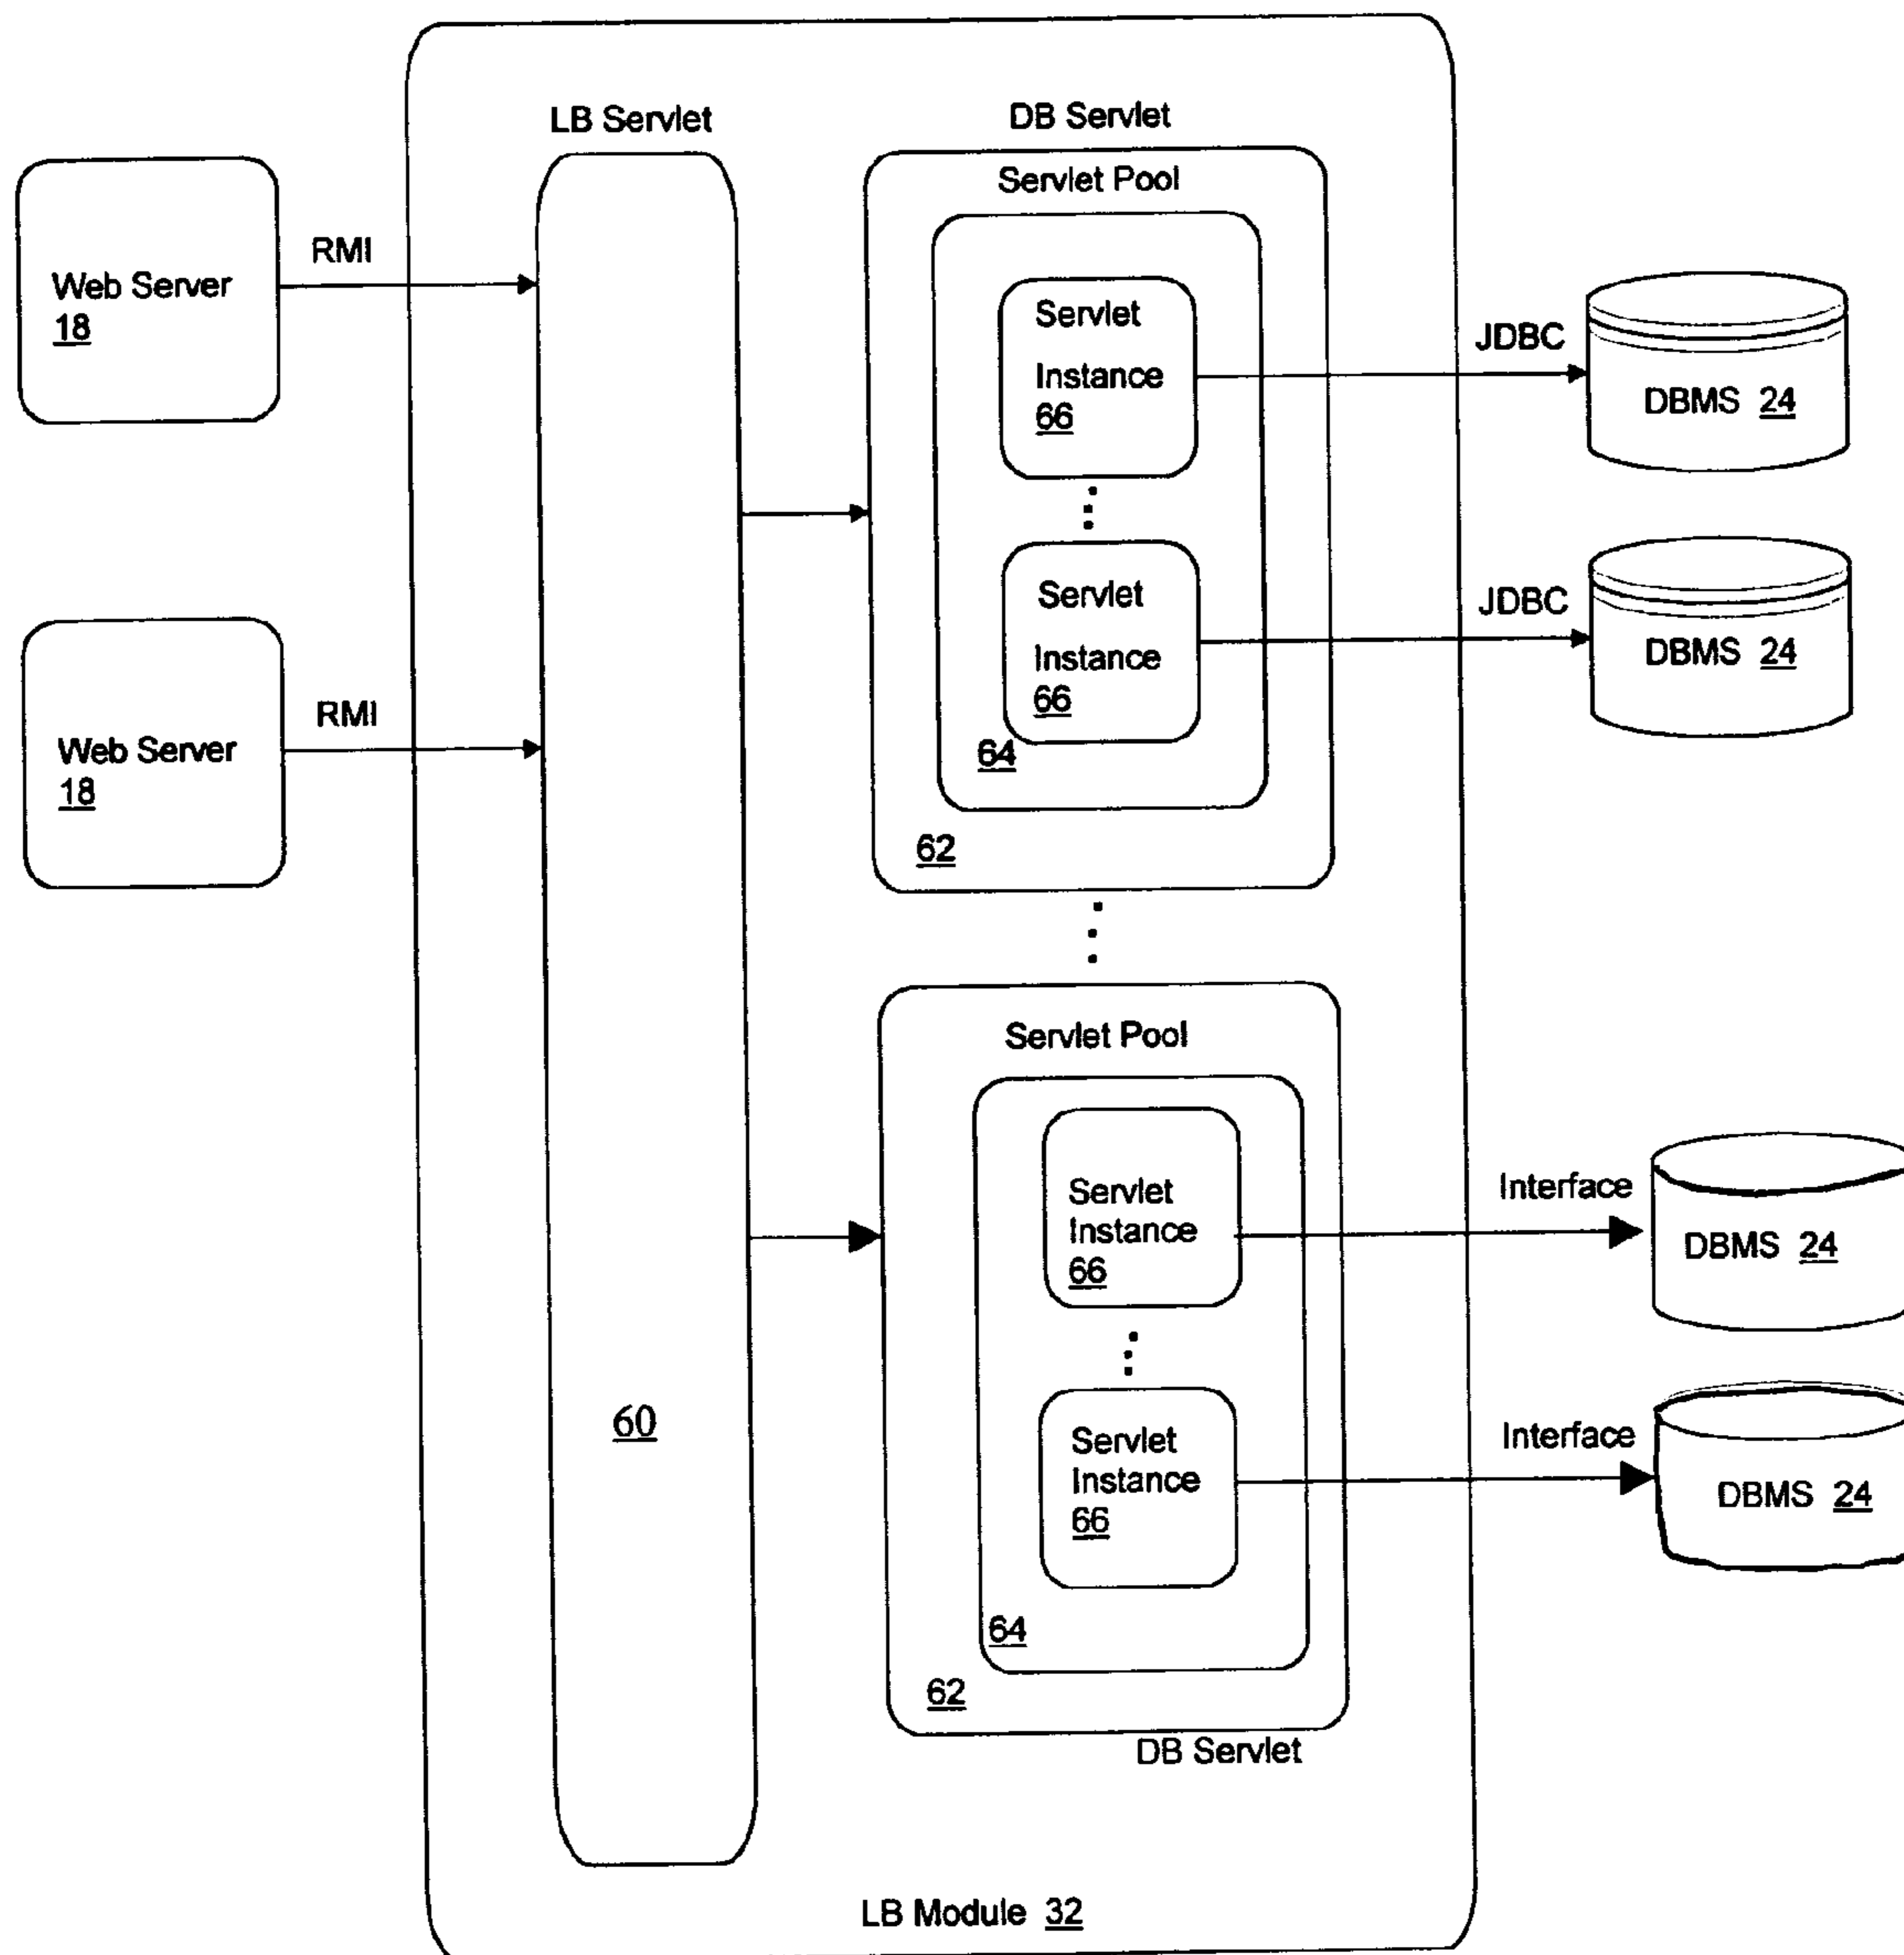 LB Servlet
DB Servlet
Servlet Pool
Web Server
18
RMI
Servlet
Instance
66
JDBC
DBMS 24
Servlet
Instance
66
JDBC
DBMS 24
64
62
Web Server
18
RMI
Servlet Pool
Servlet
Instance
66
Interface
DBMS 24
Servlet
Instance
66
Interface
DBMS 24
60
64
62
DB Servlet
LB Module 32